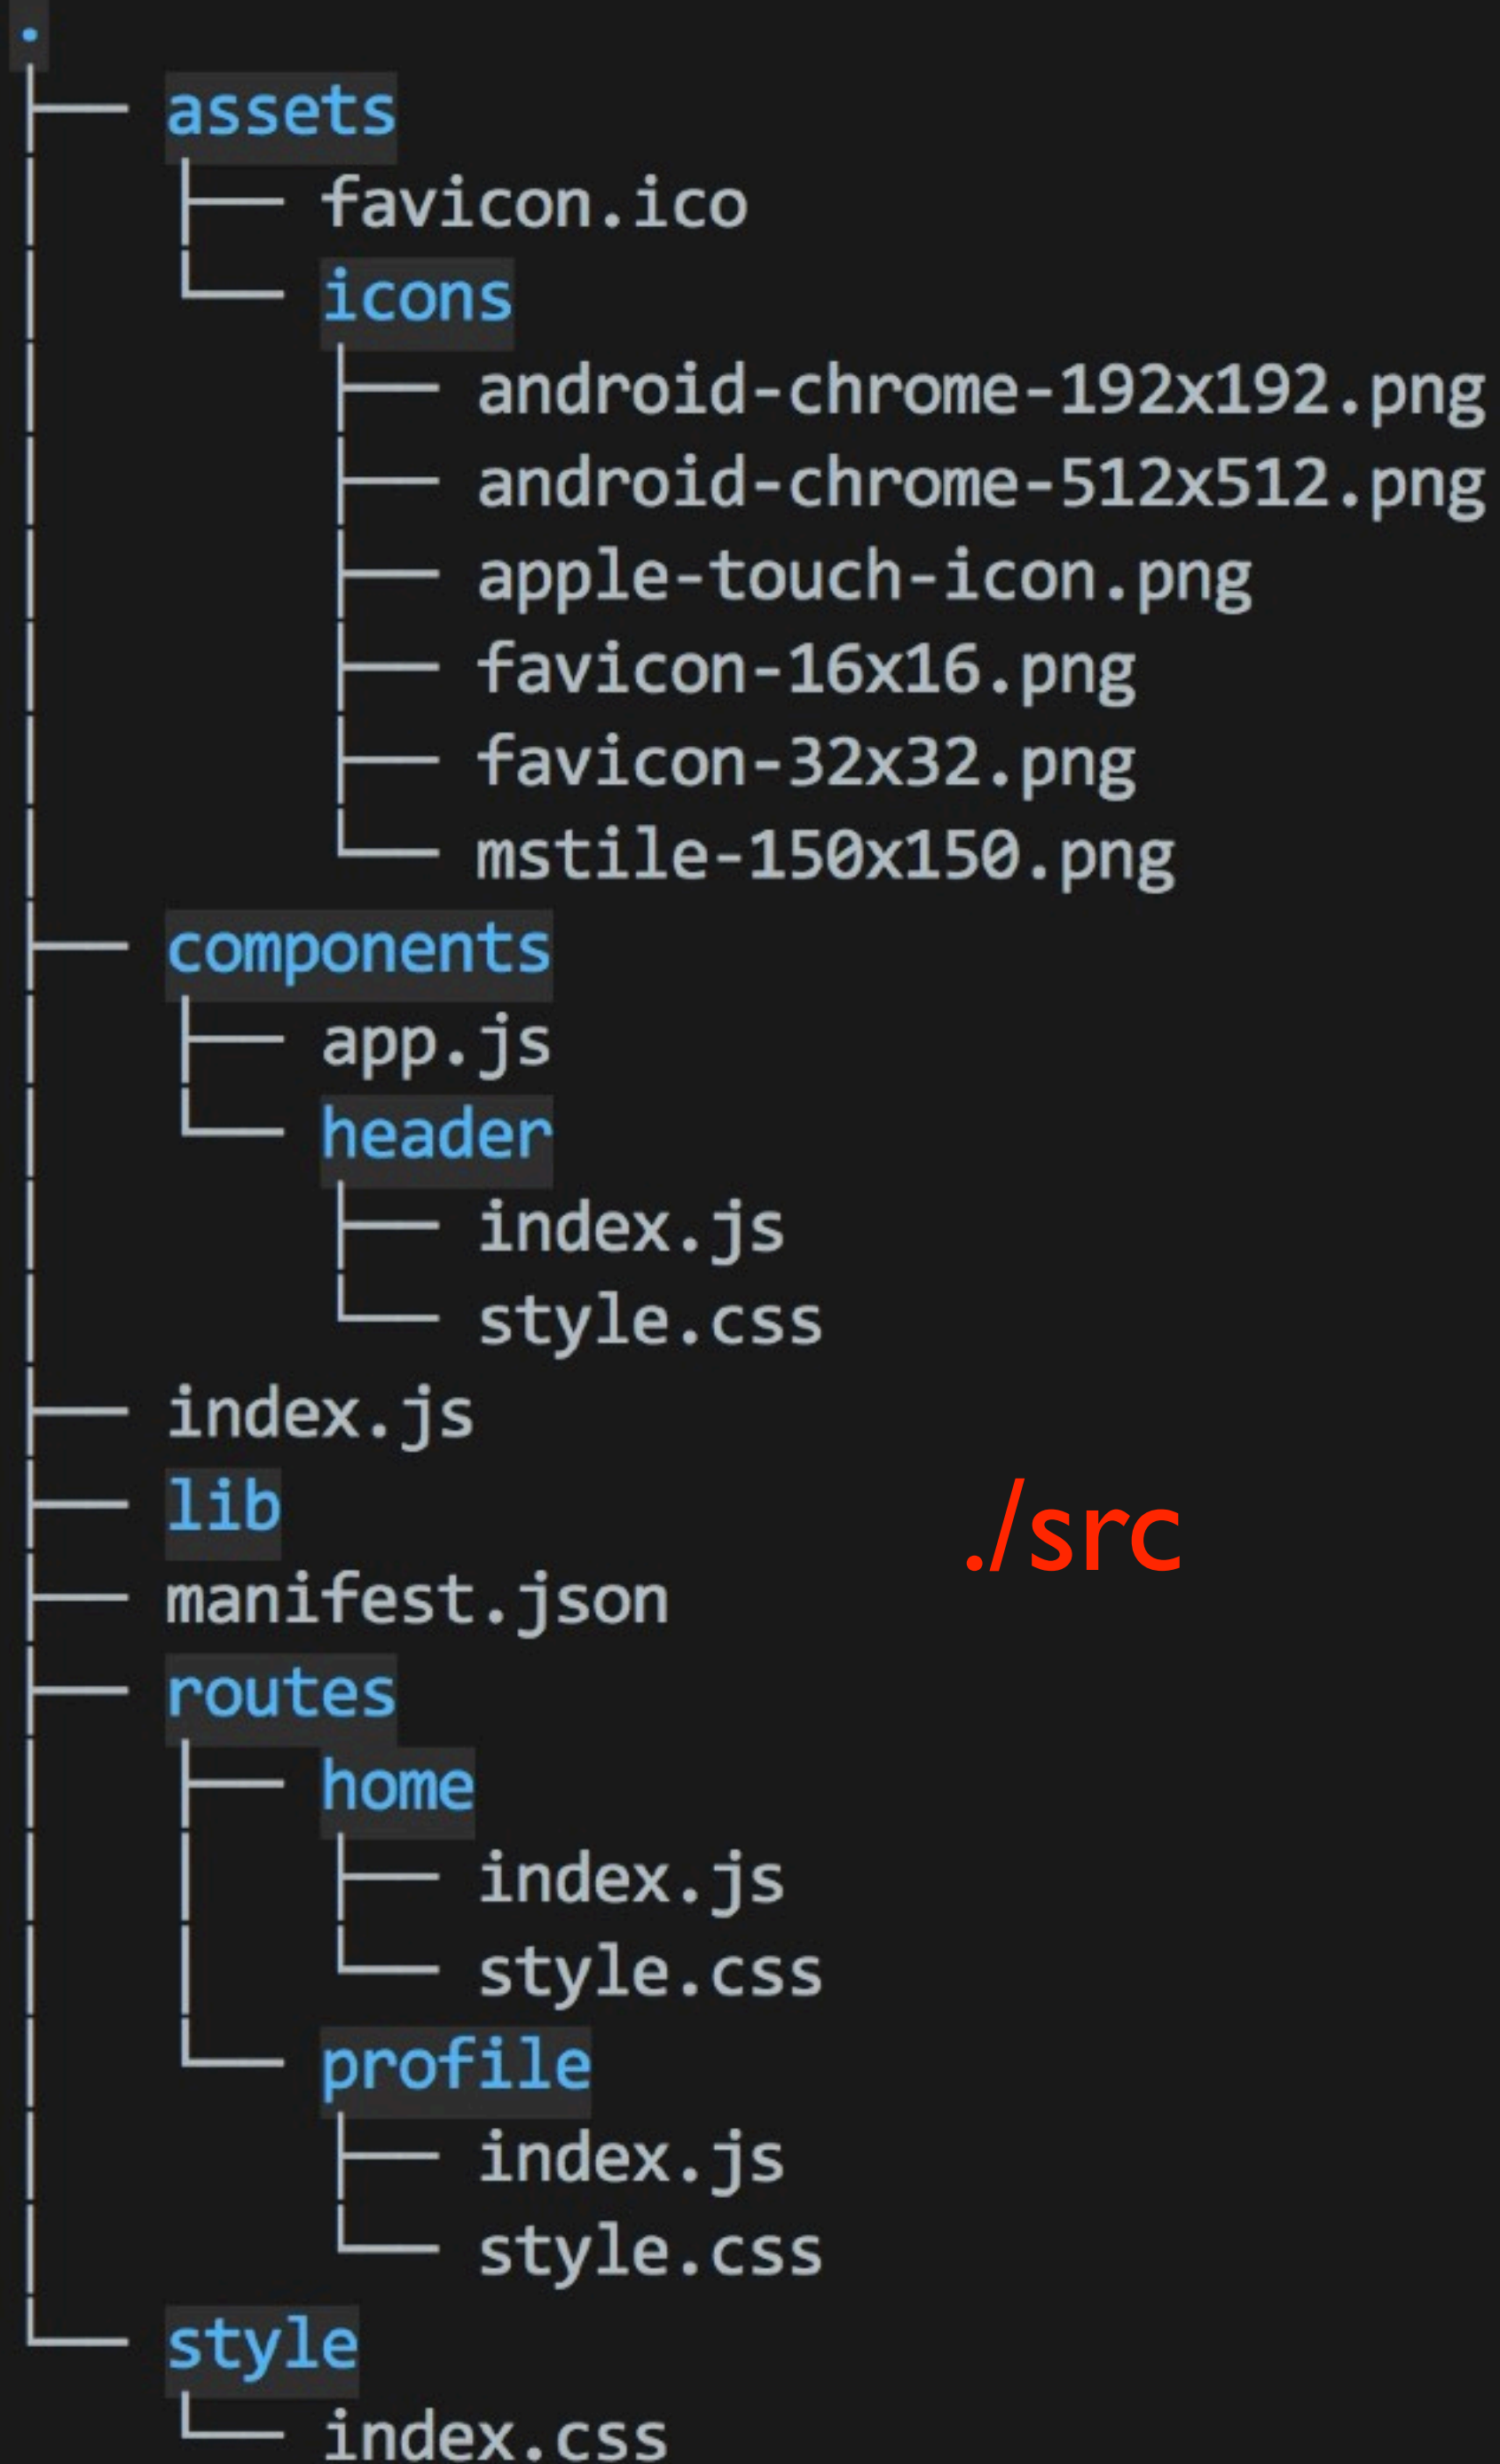 .
├── assets
│   ├── favicon.ico
│   └── icons
│       ├── android-chrome-192x192.png
│       ├── android-chrome-512x512.png
│       ├── apple-touch-icon.png
│       ├── favicon-16x16.png
│       ├── favicon-32x32.png
│       └── mstile-150x150.png
├── components
│   ├── app.js
│   └── header
│       ├── index.js
│       └── style.css
├── index.js
├── lib
./src
├── manifest.json
├── routes
│   ├── home
│   │   ├── index.js
│   │   └── style.css
│   └── profile
│       ├── index.js
│       └── style.css
└── style
    └── index.css